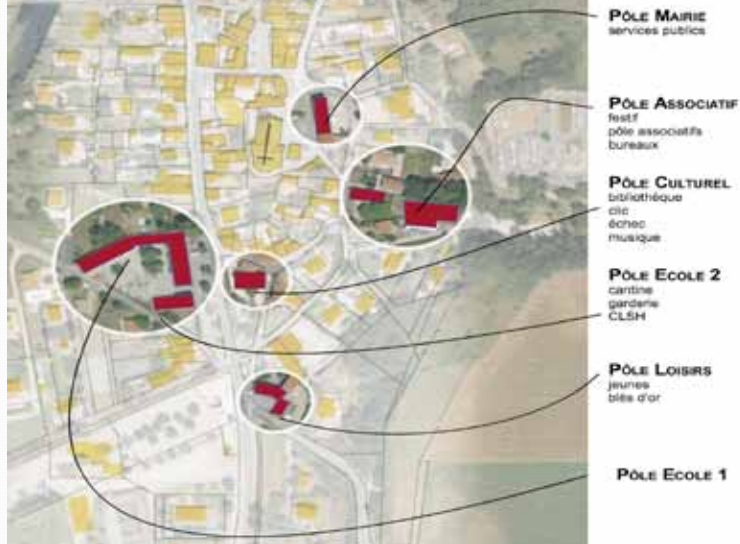 PÔLE MAIRIE
services publics
PÔLE ASSOCIATIF
festif
pôle associatifs
bureaux
PÔLE CULTUREL
bibliothèque
clic
échec
musique
PÔLE ECOLE 2
cantine
garderie
CLSH
PÔLE LOISIRS
jeunes
blés d'or
PÔLE ECOLE 1